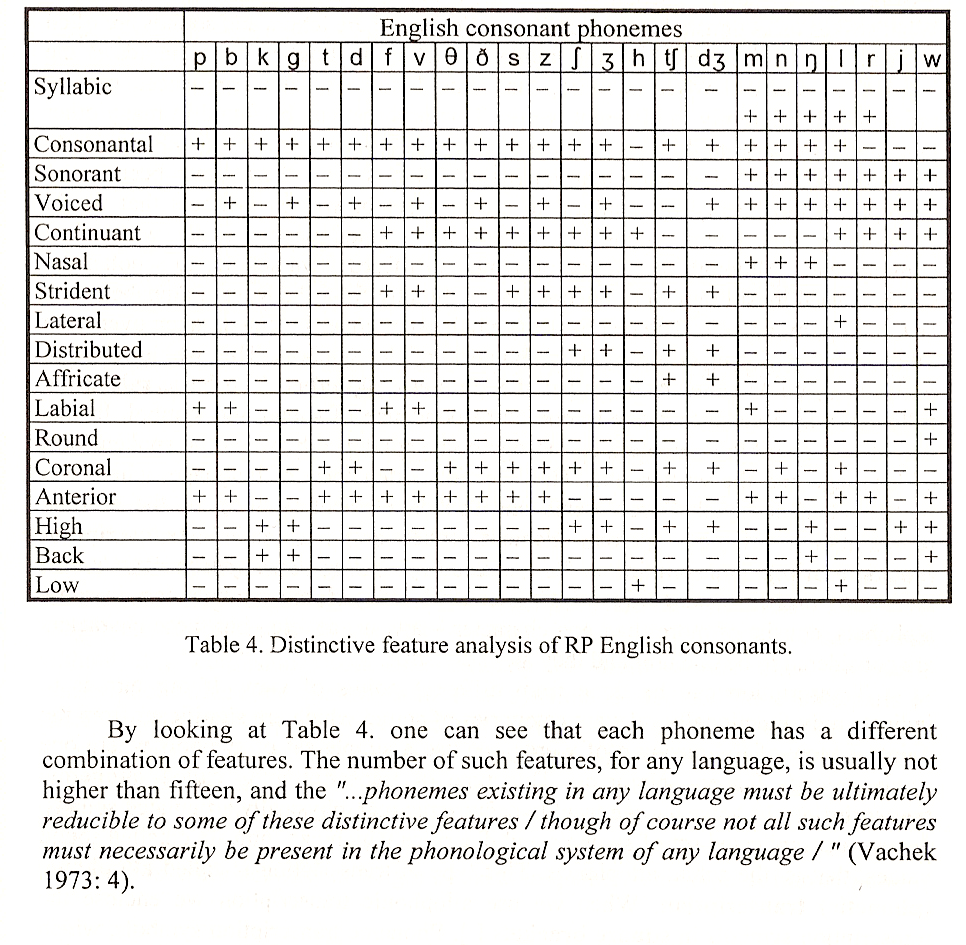 English consonant phonemes
p b k g t d f v θ ð s z ʃ ʒ h tʃ dʒ m n ŋ l r j w
Syllabic – – – – – – – – – – – – – – – – – – – – – – – –
+ + + + +
Consonantal + + + + + + + + + + + + + + – + + + + + + – – –
Sonorant – – – – – – – – – – – – – – – – – + + + + + + +
Voiced – + – + – + – + – + – + – + – – + + + + + + + +
Continuant – – – – – – + + + + + + + + + – – – – – + + + +
Nasal – – – – – – – – – – – – – – – – – + + + – – – –
Strident – – – – – – + + – – + + + + – + + – – – – – – –
Lateral – – – – – – – – – – – – – – – – – – – – + – – –
Distributed – – – – – – – – – – – – + + – + + – – – – – – –
Affricate – – – – – – – – – – – – – – – + + – – – – – – –
Labial + + – – – – + + – – – – – – – – – + – – – – – +
Round – – – – – – – – – – – – – – – – – – – – – – – +
Coronal – – – – + + – – + + + + + + – + + – + – + – – –
Anterior + + – – + + + + + + + + – – – – – + + – + + – +
High – – + + – – – – – – – – + + – + + – – + – – + +
Back – – + + – – – – – – – – – – – – – – – + – – – +
Low – – – – – – – – – – – – – – + – – – – – + – – –
Table 4. Distinctive feature analysis of RP English consonants.
By looking at Table 4. one can see that each phoneme has a different
combination of features. The number of such features, for any language, is usually not
higher than fifteen, and the "...phonemes existing in any language must be ultimately
reducible to some of these distinctive features / though of course not all such features
must necessarily be present in the phonological system of any language / " (Vachek
1973: 4).